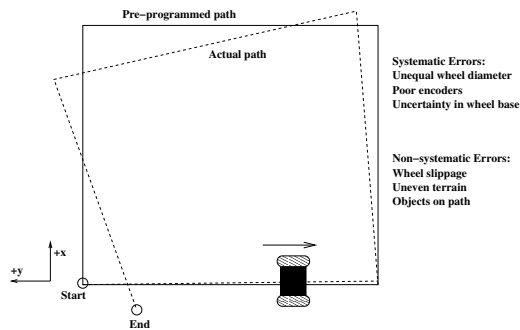 Pre-programmed path
Actual path
Systematic Errors:
Unequal wheel diameter
Poor encoders
Uncertainty in wheel base
Non-systematic Errors:
Wheel slippage
Uneven terrain
Objects on path
+x
+y
Start
End